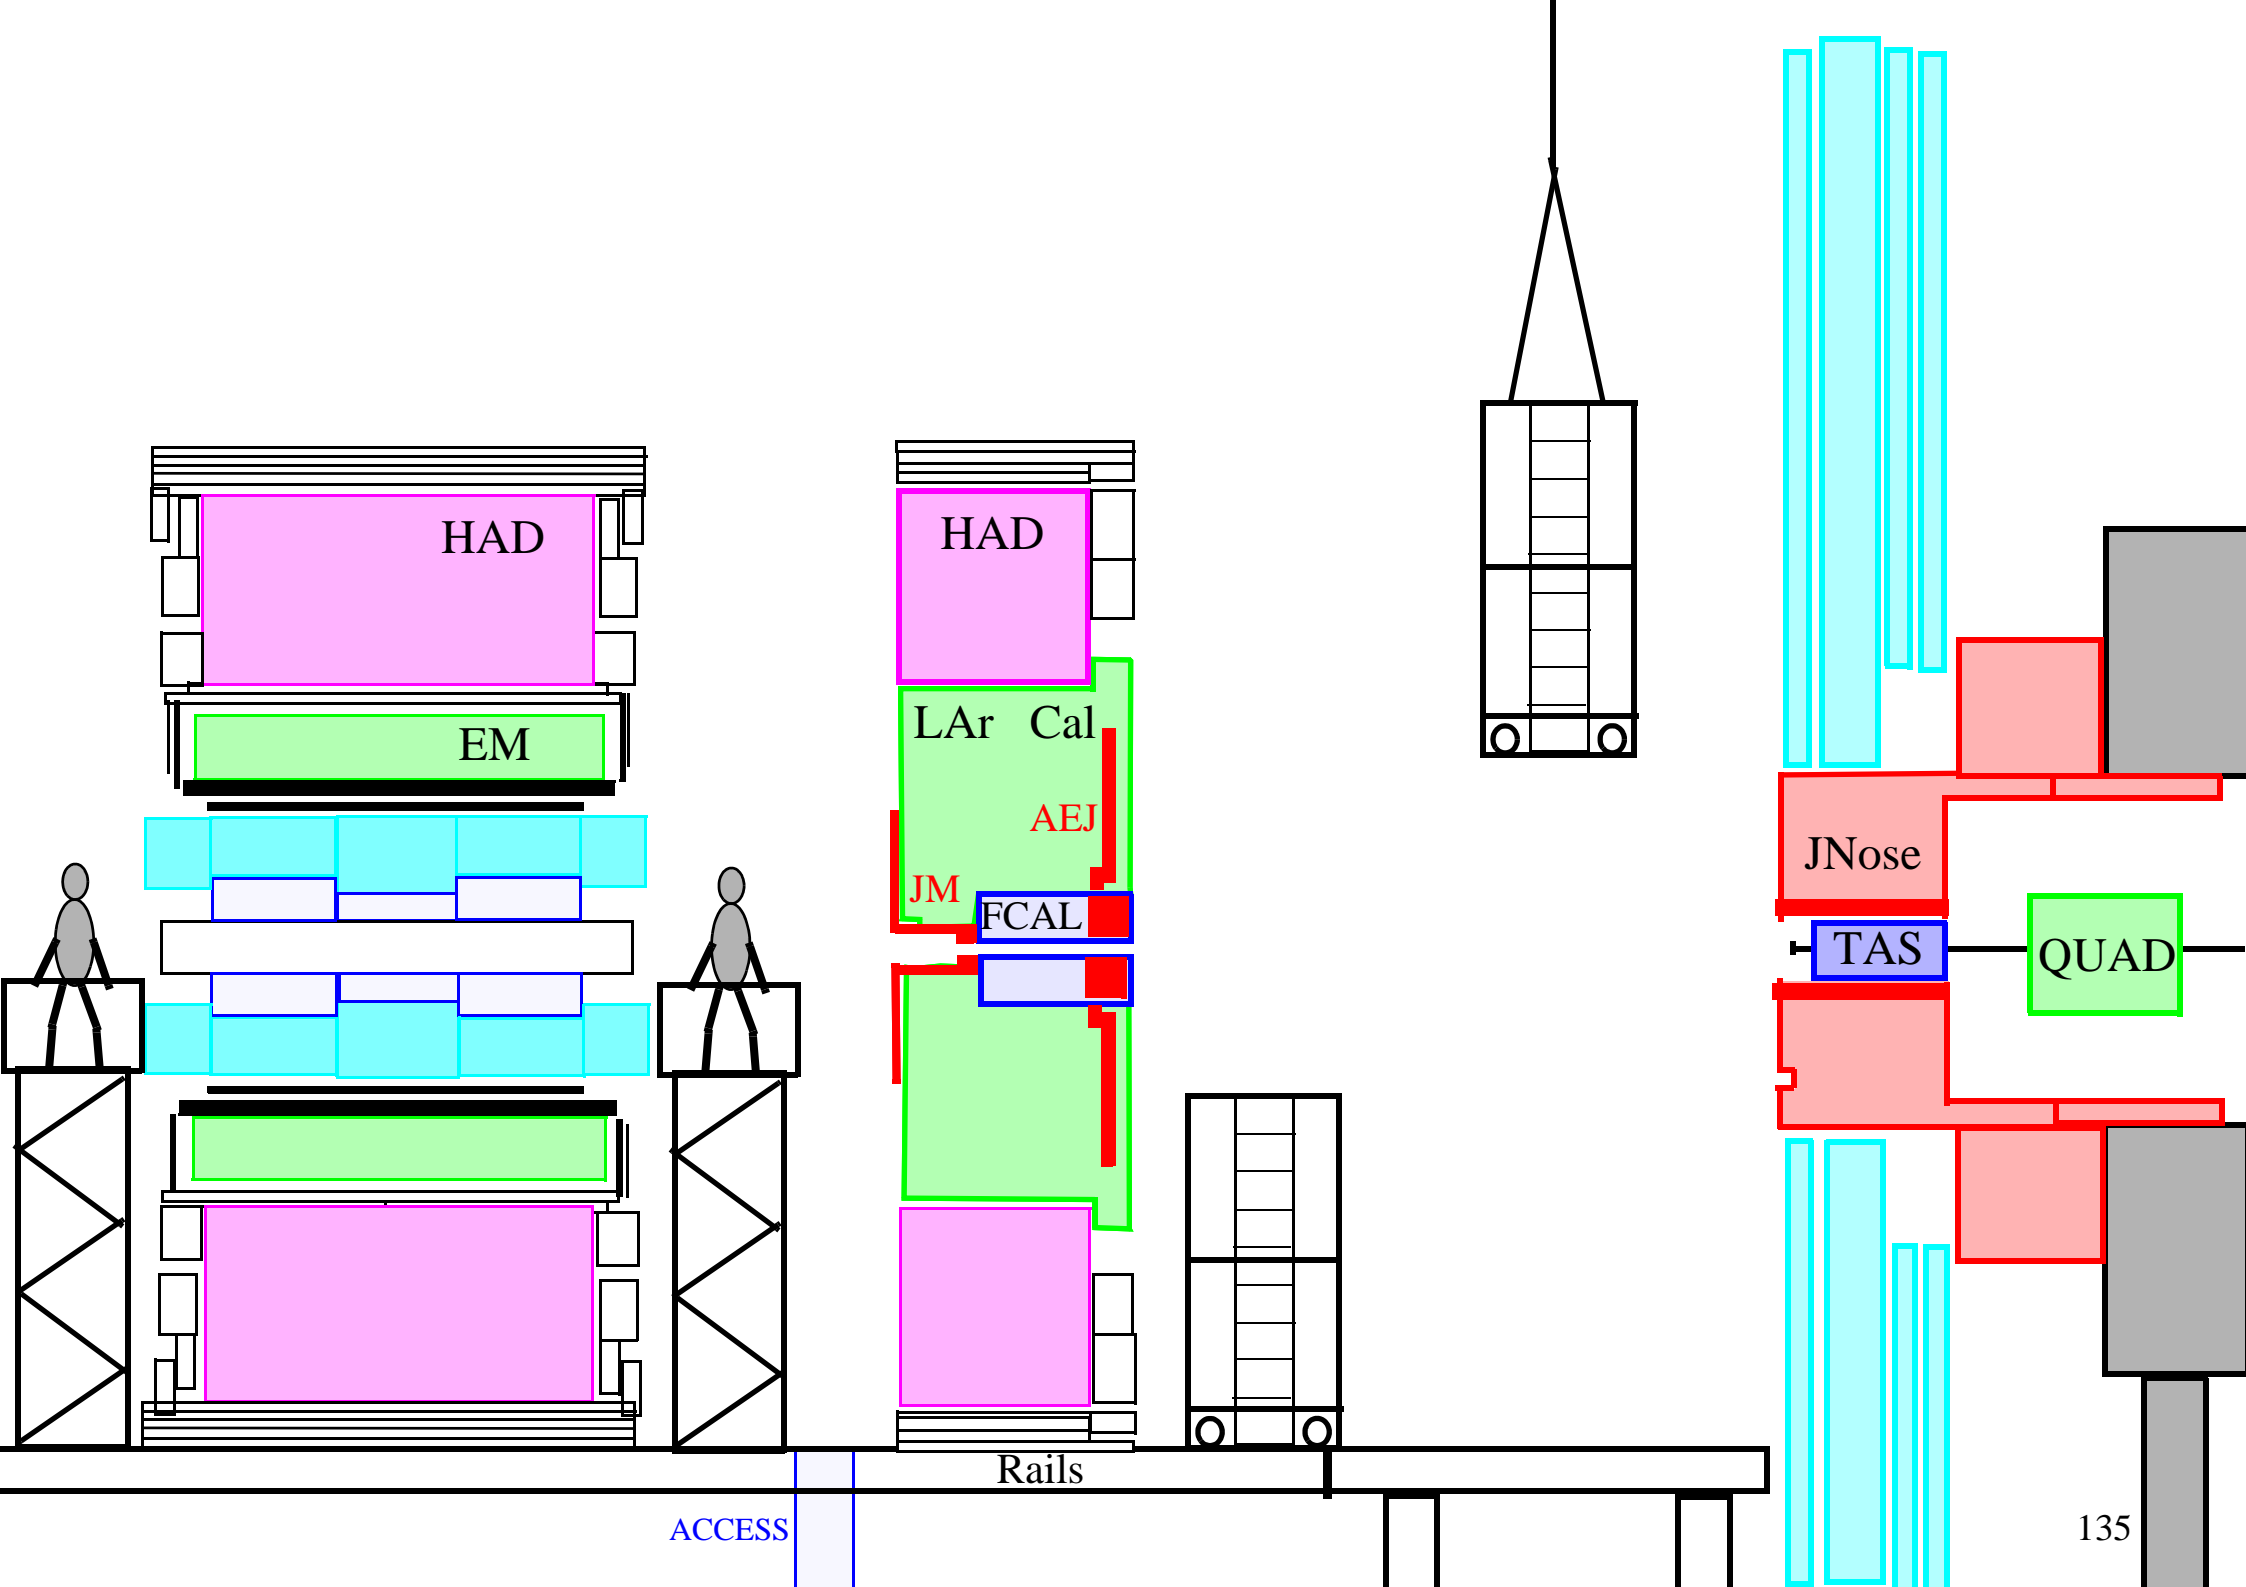 HAD
HAD
EM
LAr Cal
AEJ
JM
FCAL
JNose
TAS
QUAD
Rails
ACCESS
135